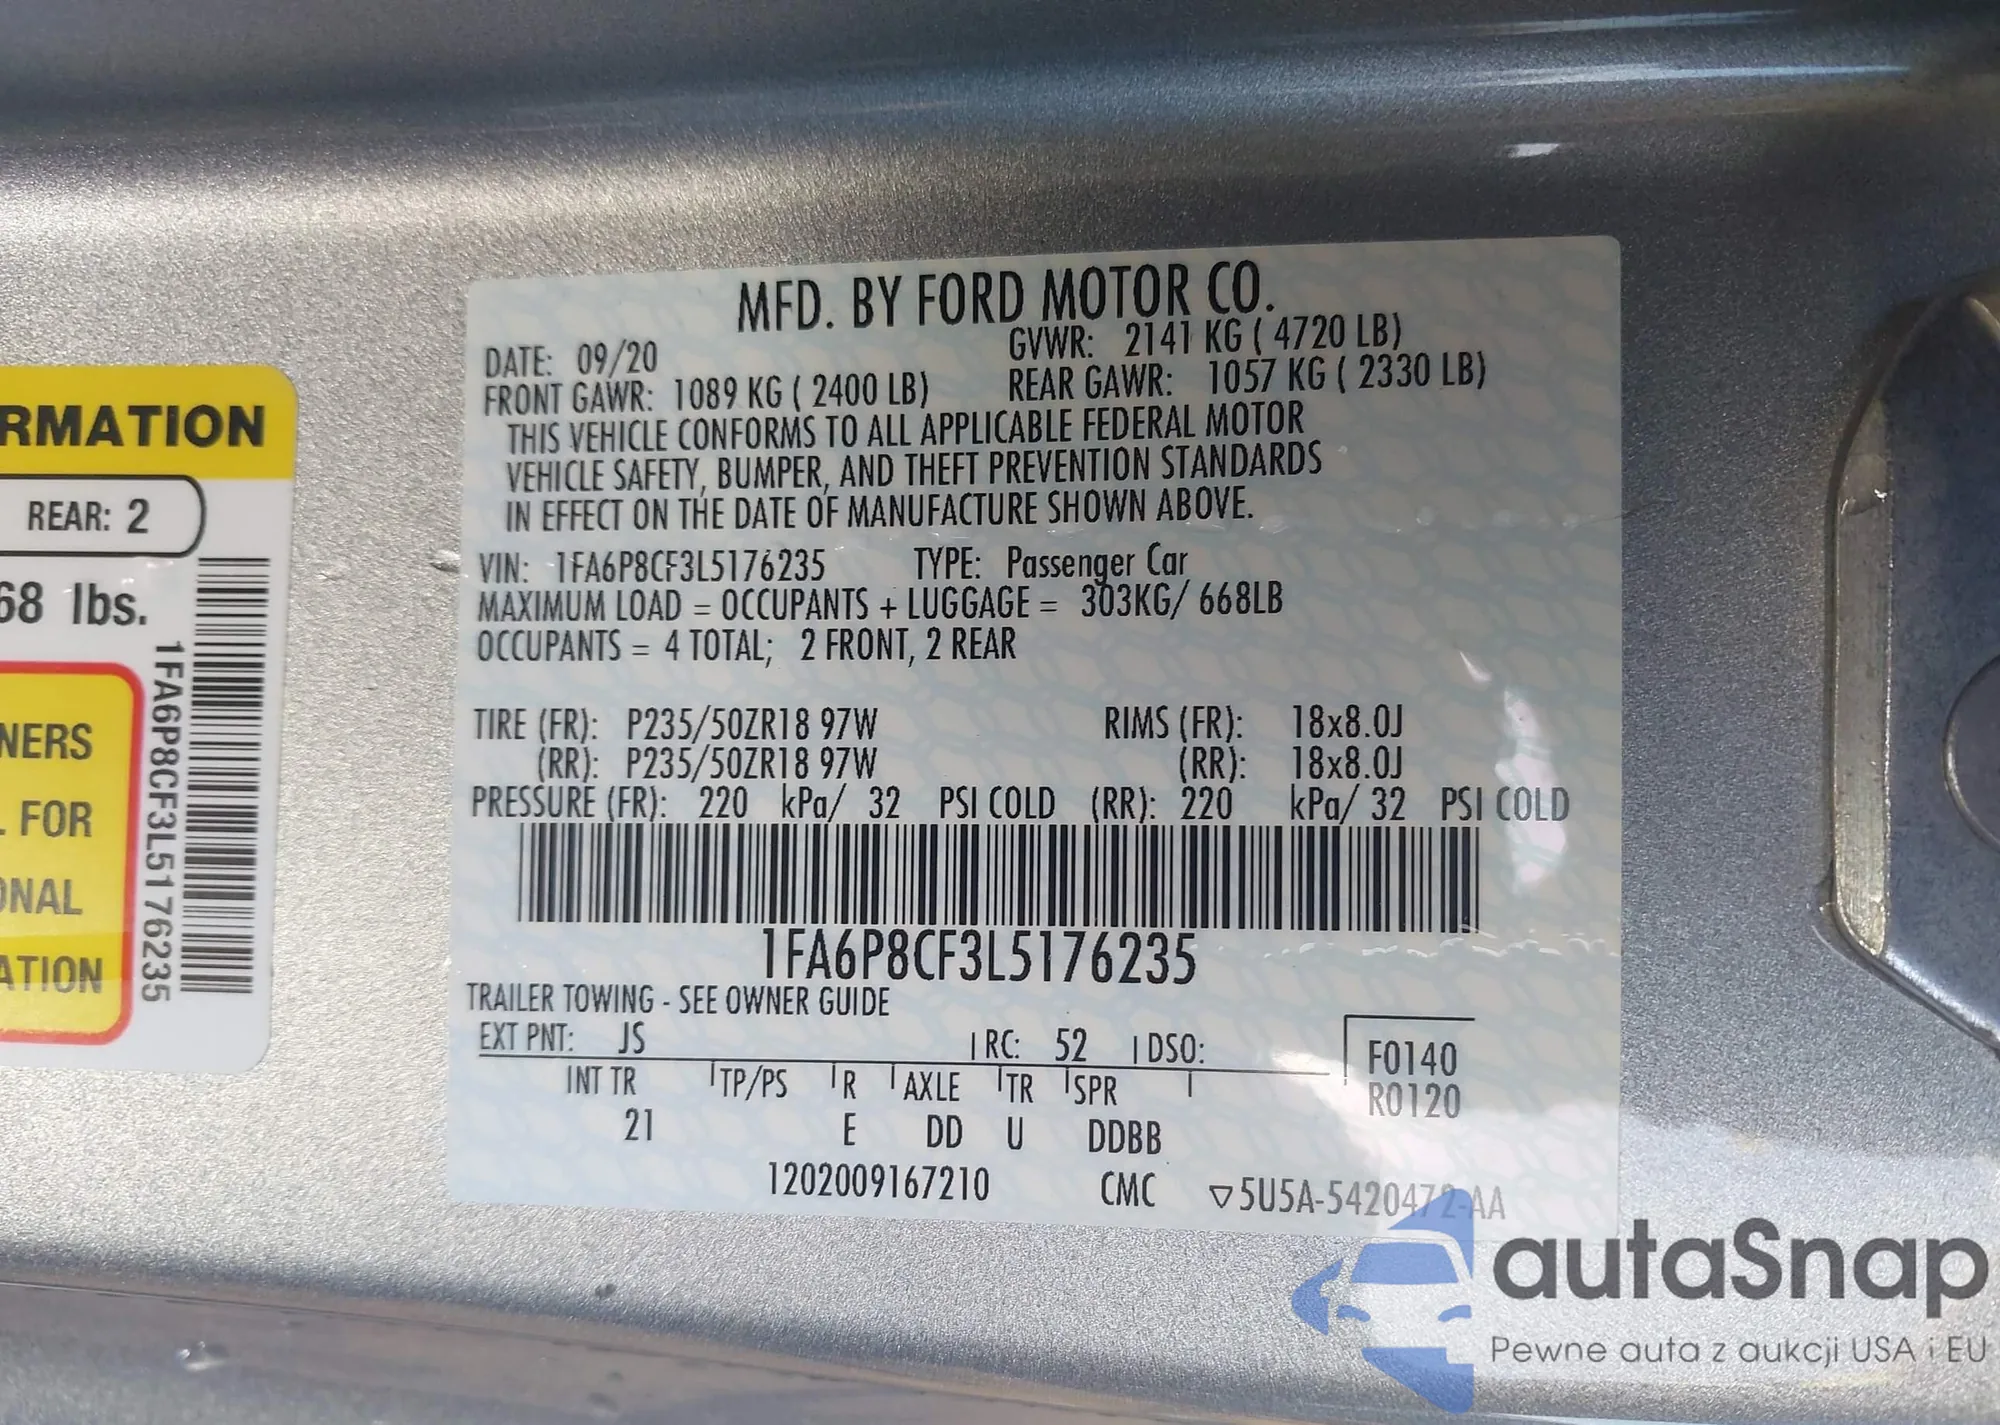 RMATION
REAR: 2
68 lbs.
NERS
FOR
ONAL
ATION
1FA6P8CF3L5176235
MFD. BY FORD MOTOR CO.
DATE: 09/20 GVWR: 2141 KG ( 4720 LB)
FRONT GAWR: 1089 KG ( 2400 LB) REAR GAWR: 1057 KG ( 2330 LB)
THIS VEHICLE CONFORMS TO ALL APPLICABLE FEDERAL MOTOR
VEHICLE SAFETY, BUMPER, AND THEFT PREVENTION STANDARDS
IN EFFECT ON THE DATE OF MANUFACTURE SHOWN ABOVE.
VIN: 1FA6P8CF3L5176235 TYPE: Passenger Car
MAXIMUM LOAD = OCCUPANTS + LUGGAGE = 303KG/ 668LB
OCCUPANTS = 4 TOTAL; 2 FRONT, 2 REAR
TIRE (FR): P235/50ZR18 97W RIMS (FR): 18x8.0J
(RR): P235/50ZR18 97W (RR): 18x8.0J
PRESSURE (FR): 220 kPa/ 32 PSI COLD (RR): 220 kPa/ 32 PSI COLD
1FA6P8CF3L5176235
TRAILER TOWING - SEE OWNER GUIDE
EXT PNT: JS RC: 52 DSO:
F0140
R0120
INT TR TP/PS R AXLE TR SPR
21 E DD U DDBB
1202009167210 CMC ▽5U5A-5420472-AA
autaSnap
Pewne auta z aukcji USA i EU